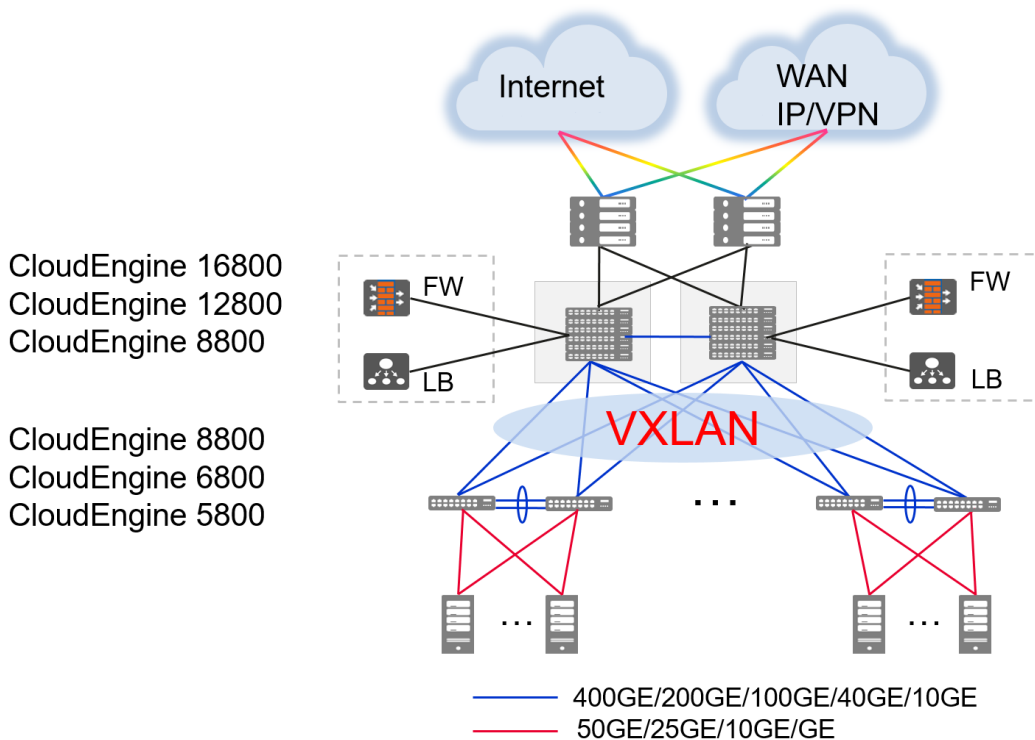 Internet
WAN
IP/VPN
CloudEngine 16800
CloudEngine 12800
CloudEngine 8800
FW
LB
FW
LB
VXLAN
CloudEngine 8800
CloudEngine 6800
CloudEngine 5800
...
... ...
400GE/200GE/100GE/40GE/10GE
50GE/25GE/10GE/GE